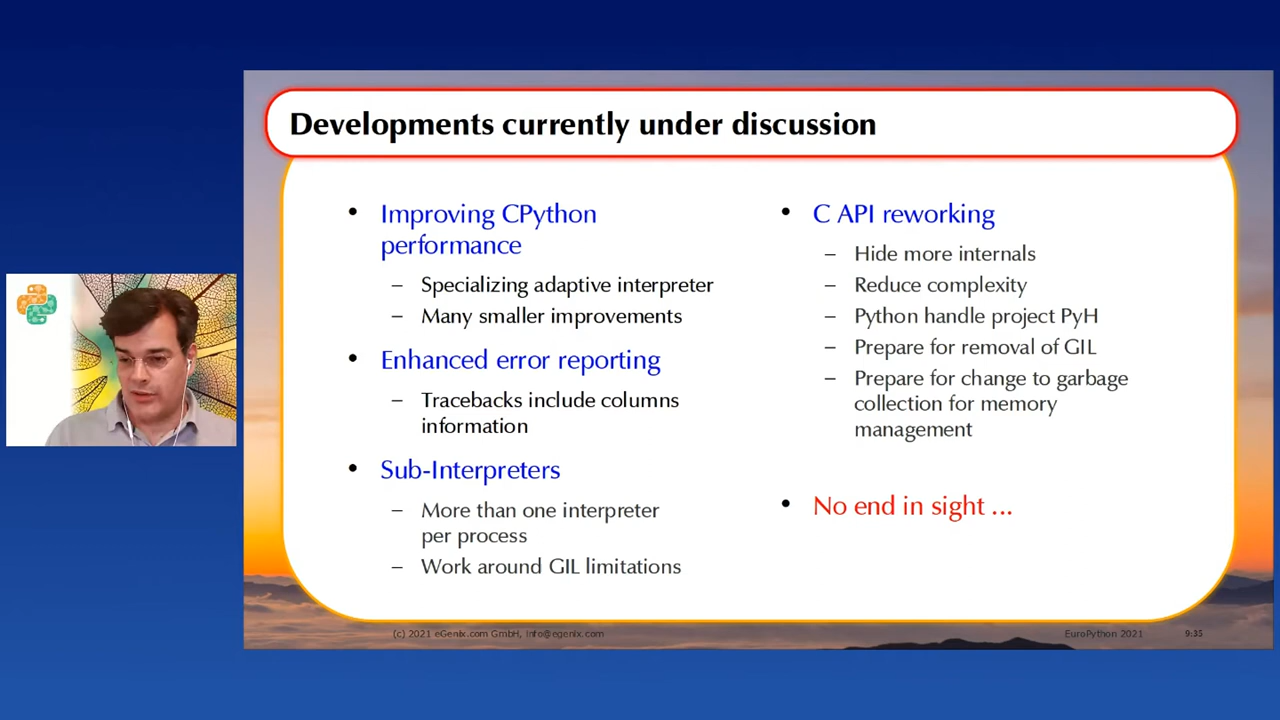 Developments currently under discussion
• Improving CPython
performance
– Specializing adaptive interpreter
– Many smaller improvements
• Enhanced error reporting
– Tracebacks include columns
information
• Sub-Interpreters
– More than one interpreter
per process
– Work around GIL limitations
• C API reworking
– Hide more internals
– Reduce complexity
– Python handle project PyH
– Prepare for removal of GIL
– Prepare for change to garbage
collection for memory
management
• No end in sight ...
(c) 2021 eGenix.com GmbH, info@egenix.com
EuroPython 2021
9:35